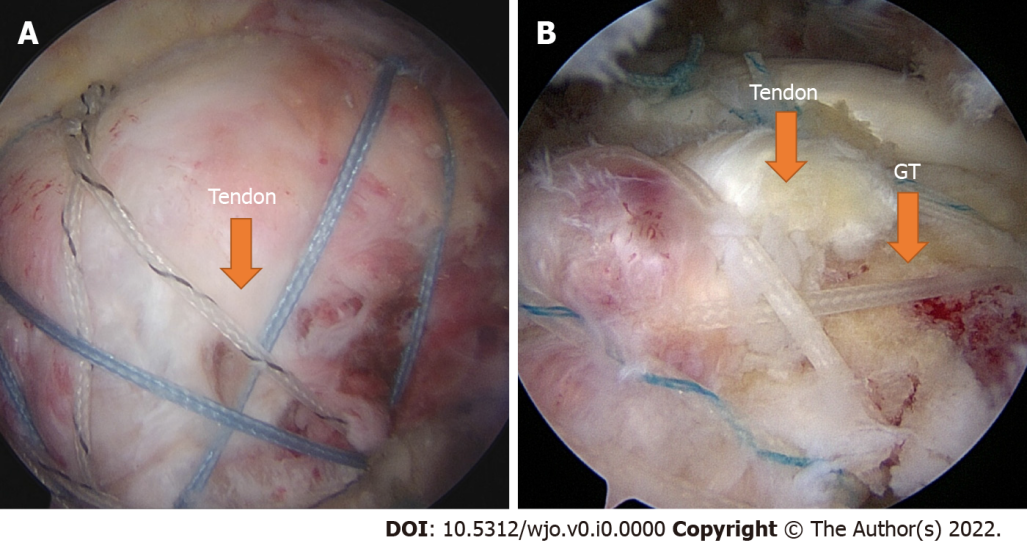 A
B
Tendon
Tendon
GT
DOI: 10.5312/wjo.v0.i0.0000 Copyright © The Author(s) 2022.